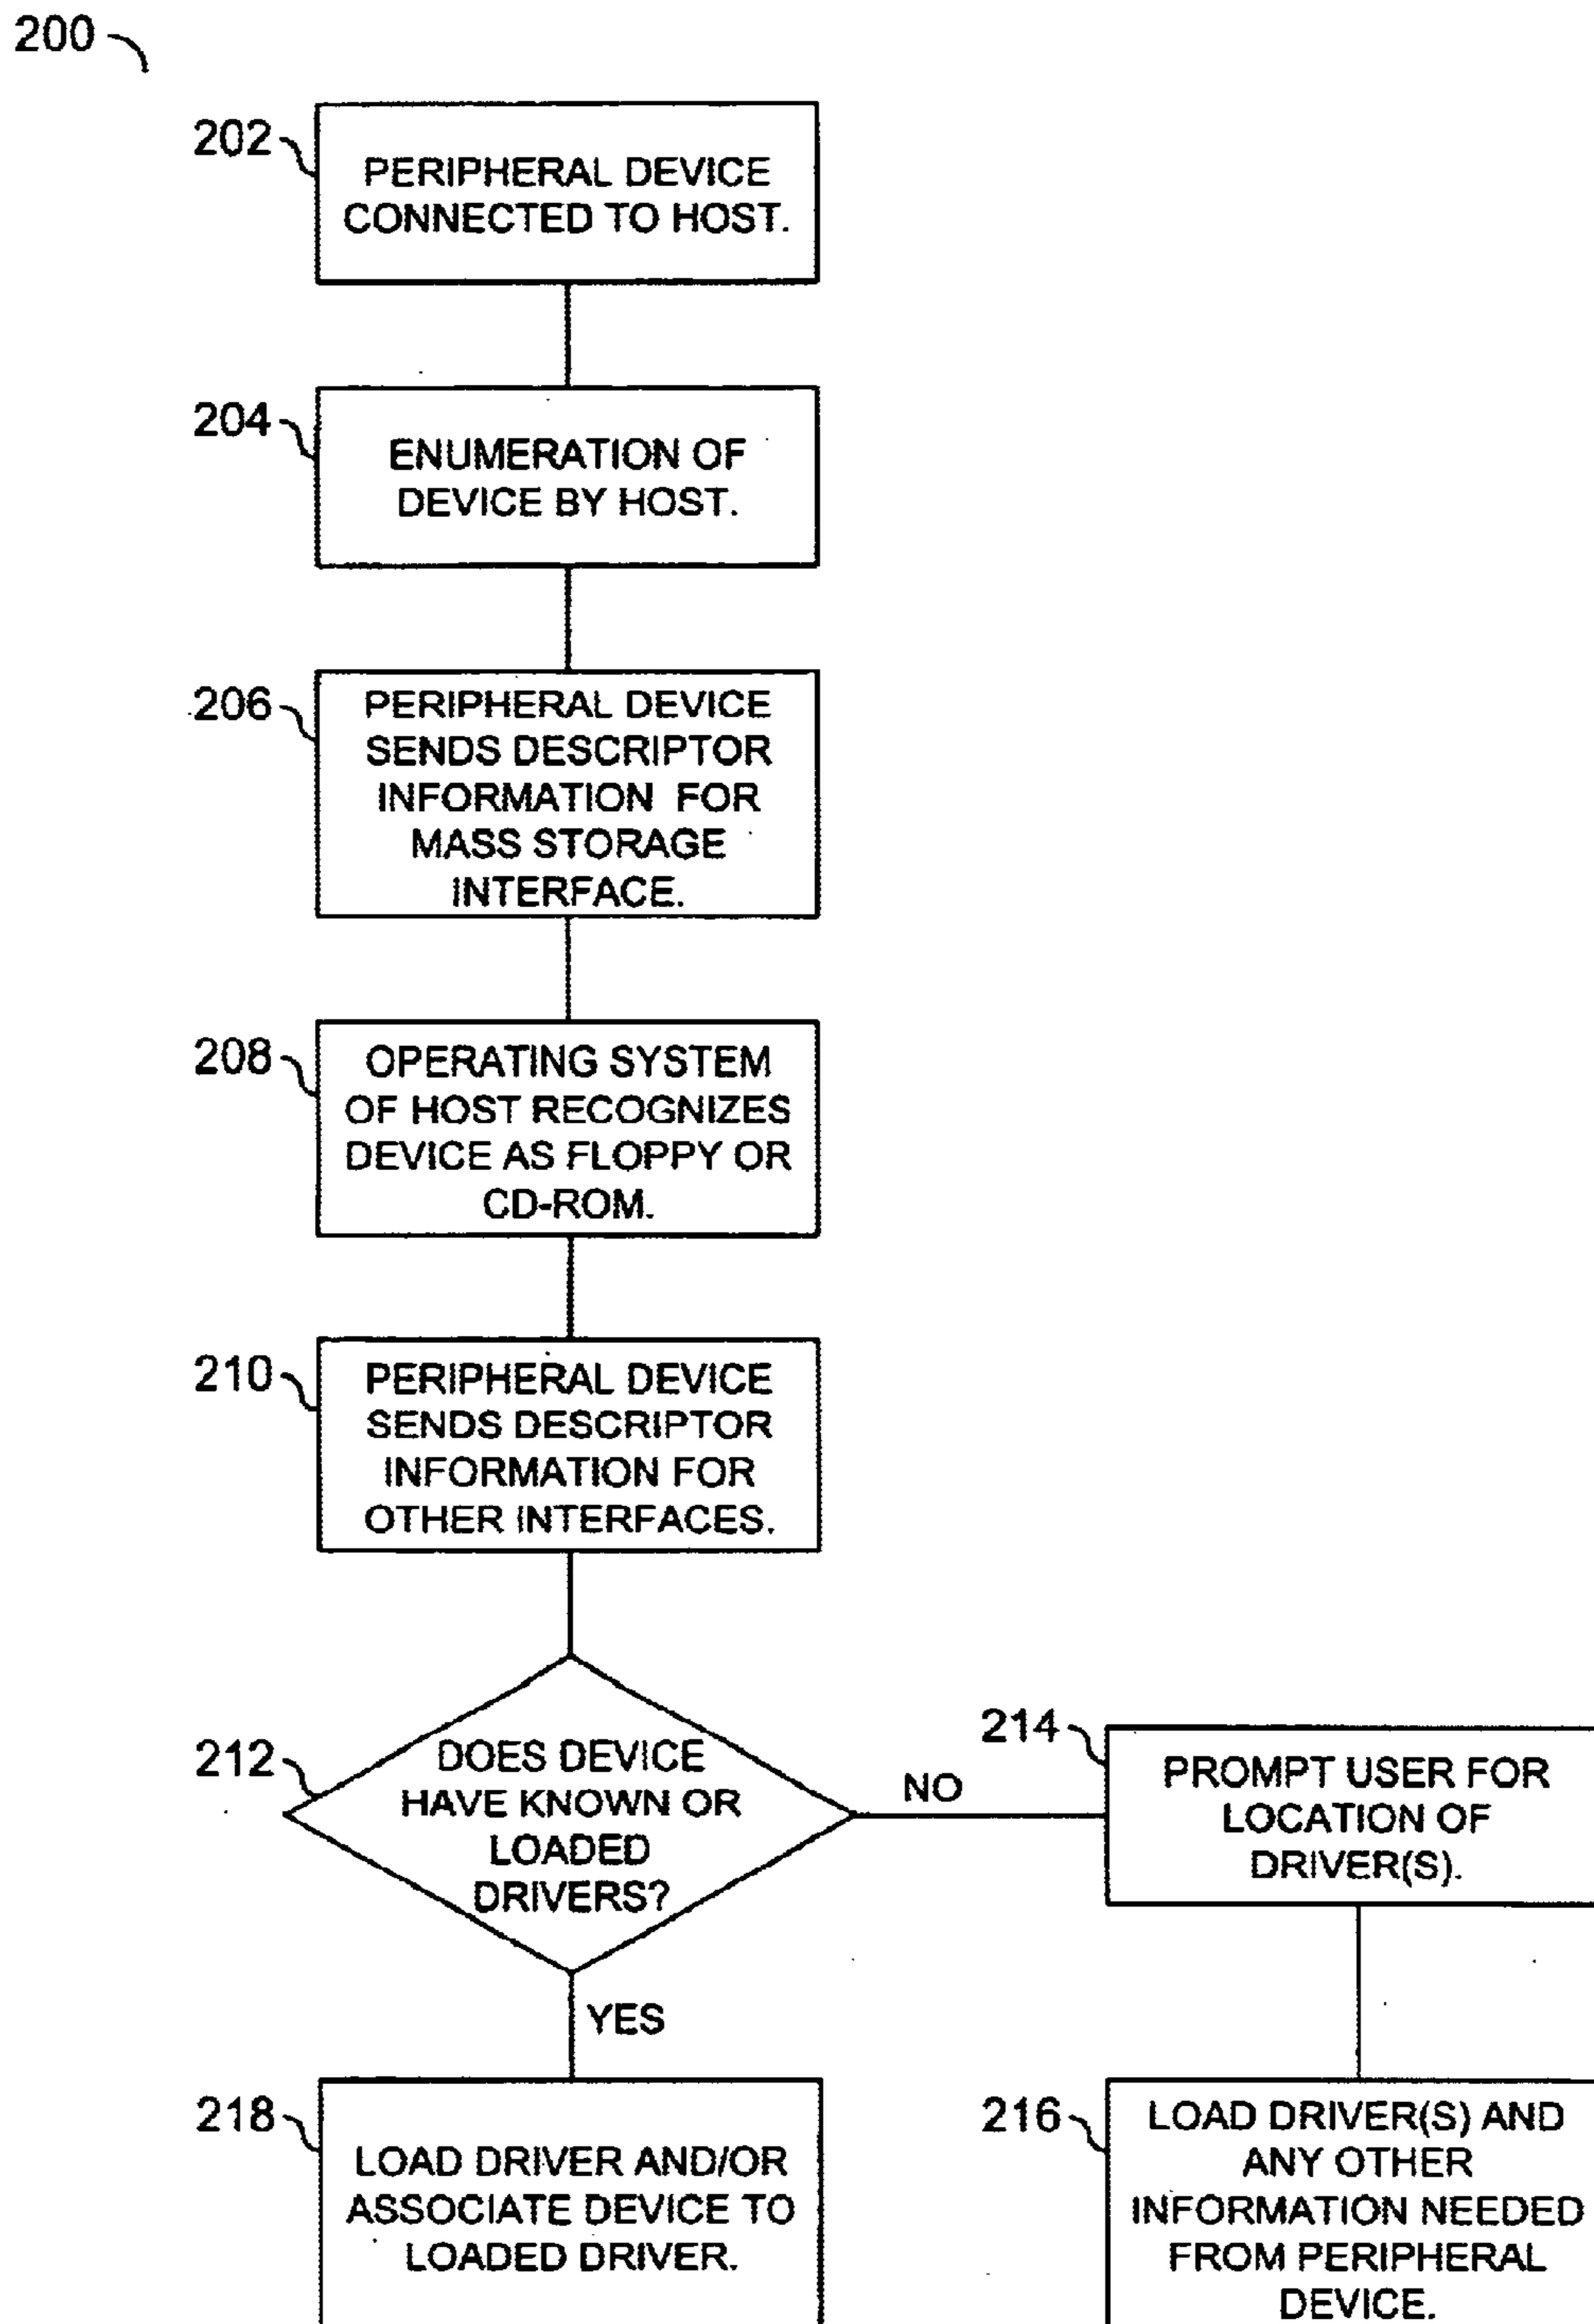 200
202
PERIPHERAL DEVICE
CONNECTED TO HOST.
204
ENUMERATION OF
DEVICE BY HOST.
206
PERIPHERAL DEVICE
SENDS DESCRIPTOR
INFORMATION FOR
MASS STORAGE
INTERFACE.
208
OPERATING SYSTEM
OF HOST RECOGNIZES
DEVICE AS FLOPPY OR
CD-ROM.
210
PERIPHERAL DEVICE
SENDS DESCRIPTOR
INFORMATION FOR
OTHER INTERFACES.
212
DOES DEVICE
HAVE KNOWN OR
LOADED
DRIVERS?
NO
214
PROMPT USER FOR
LOCATION OF
DRIVER(S).
YES
218
LOAD DRIVER AND/OR
ASSOCIATE DEVICE TO
LOADED DRIVER.
216
LOAD DRIVER(S) AND
ANY OTHER
INFORMATION NEEDED
FROM PERIPHERAL
DEVICE.